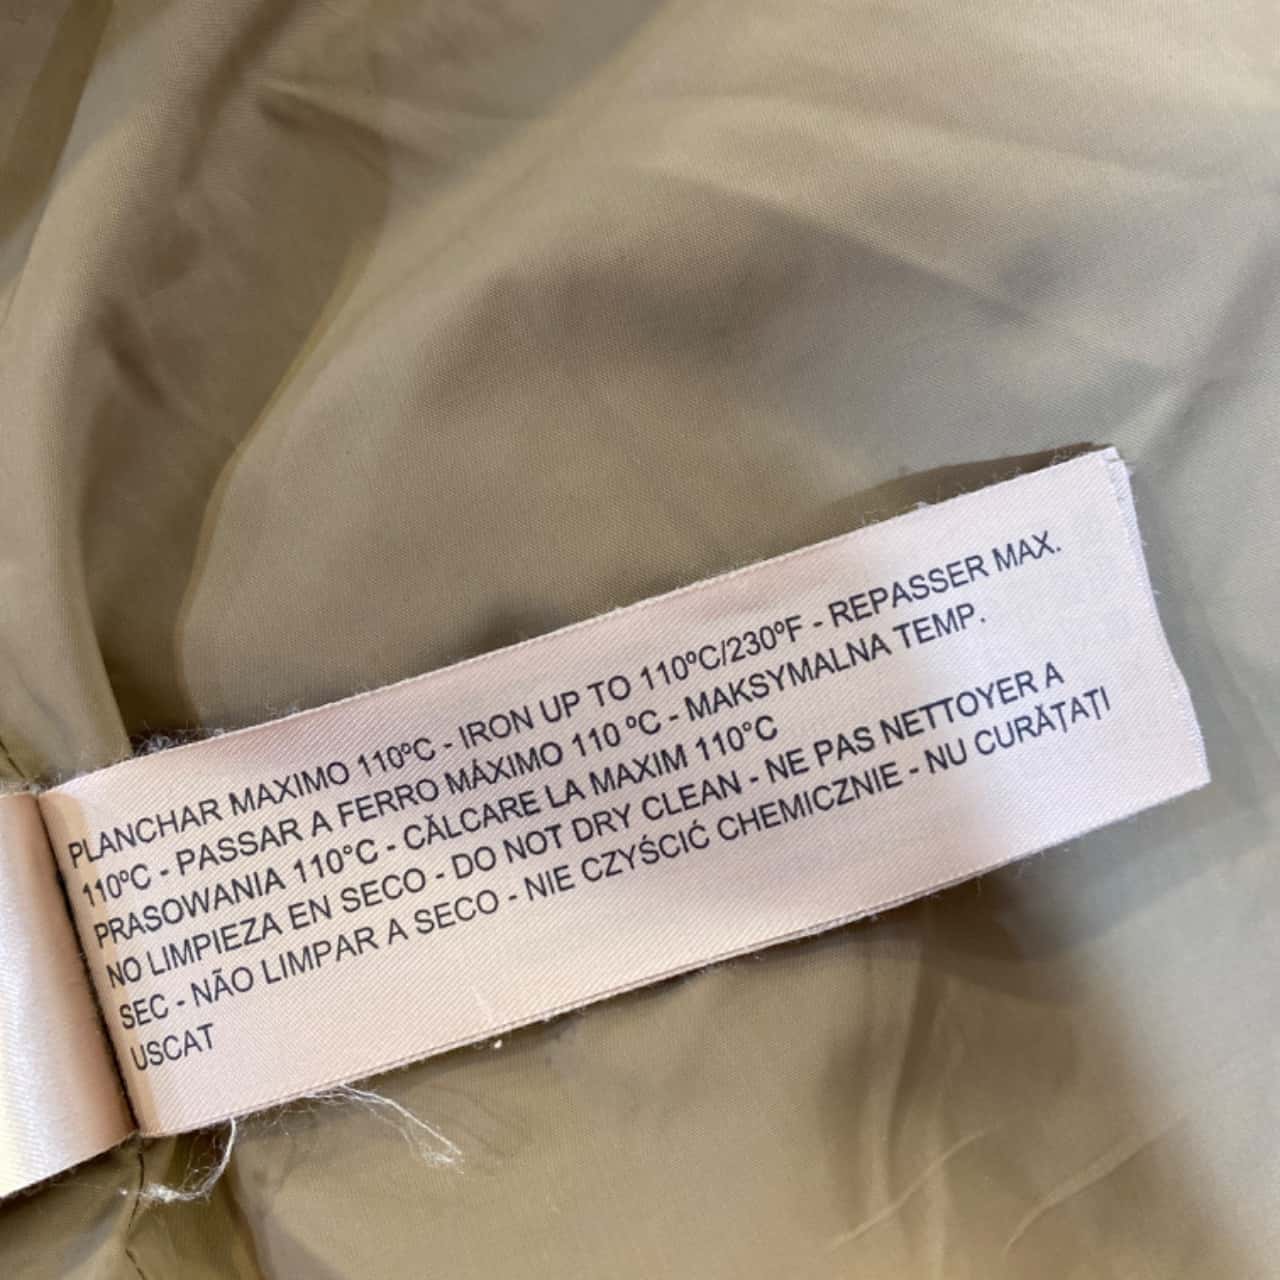 PLANCHAR MAXIMO 110ºC - IRON UP TO 110ºC/230ºF - REPASSER MAX.
110ºC - PASSAR A FERRO MÁXIMO 110 ºC - MAKSYMALNA TEMP.
PRASOWANIA 110°C - CĂLCARE LA MAXIM 110°C
NO LIMPIEZA EN SECO - DO NOT DRY CLEAN - NE PAS NETTOYER A
SEC - NÃO LIMPAR A SECO - NIE CZYŚCIĆ CHEMICZNIE - NU CURĂŢAŢI
USCAT